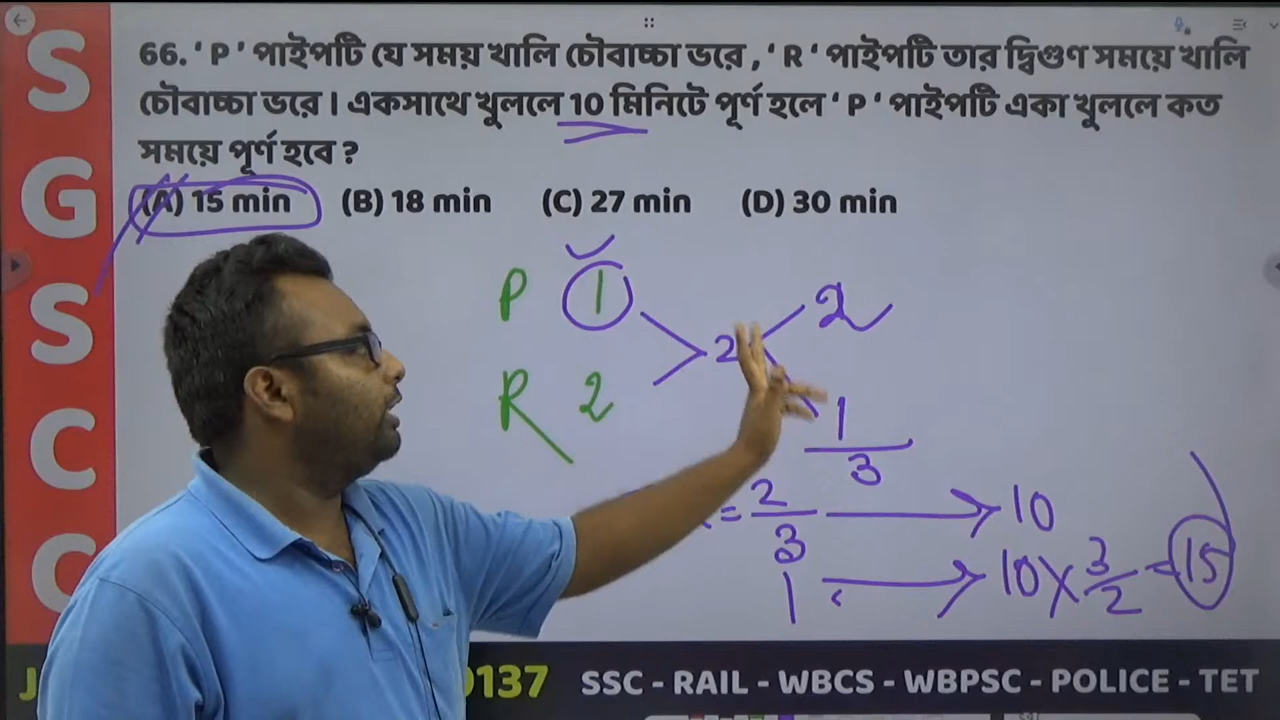 S
G
S
C
C
66. ' P ' পাইপটি যে সময় খালি চৌবাচ্চা ভরে , ' R ' পাইপটি তার দ্বিগুণ সময়ে খালি
চৌবাচ্চা ভরে । একসাথে খুললে 10 মিনিটে পূর্ণ হলে ' P ' পাইপটি একা খুললে কত
সময়ে পূর্ণ হবে ?
(A) 15 min (B) 18 min (C) 27 min (D) 30 min
P 1
R 2
2
2
1
3
= 2/3 → 10
1 → 10 × 3/2 = 15
0137 SSC - RAIL - WBCS - WBPSC - POLICE - TET